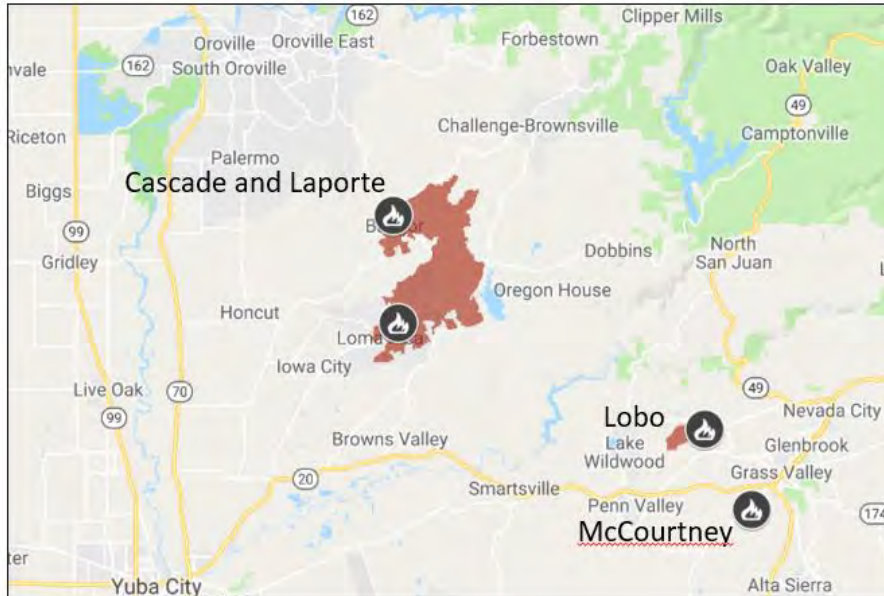 162
Clipper Mills
Oroville
Oroville East
Forbestown
162
South Oroville
Oak Valley
49
Challenge-Brownsville
Riceton
Camptonville
Palermo
Cascade and Laporte
Biggs
99
North
San Juan
Dobbins
Gridley
Oregon House
Honcut
Loma
Iowa City
Live Oak
70
49
99
Nevada City
Lobo
Browns Valley
Lake
Wildwood
Glenbrook
20
Grass Valley
Smartsville
Penn Valley
174
McCourtney
Yuba City
Alta Sierra